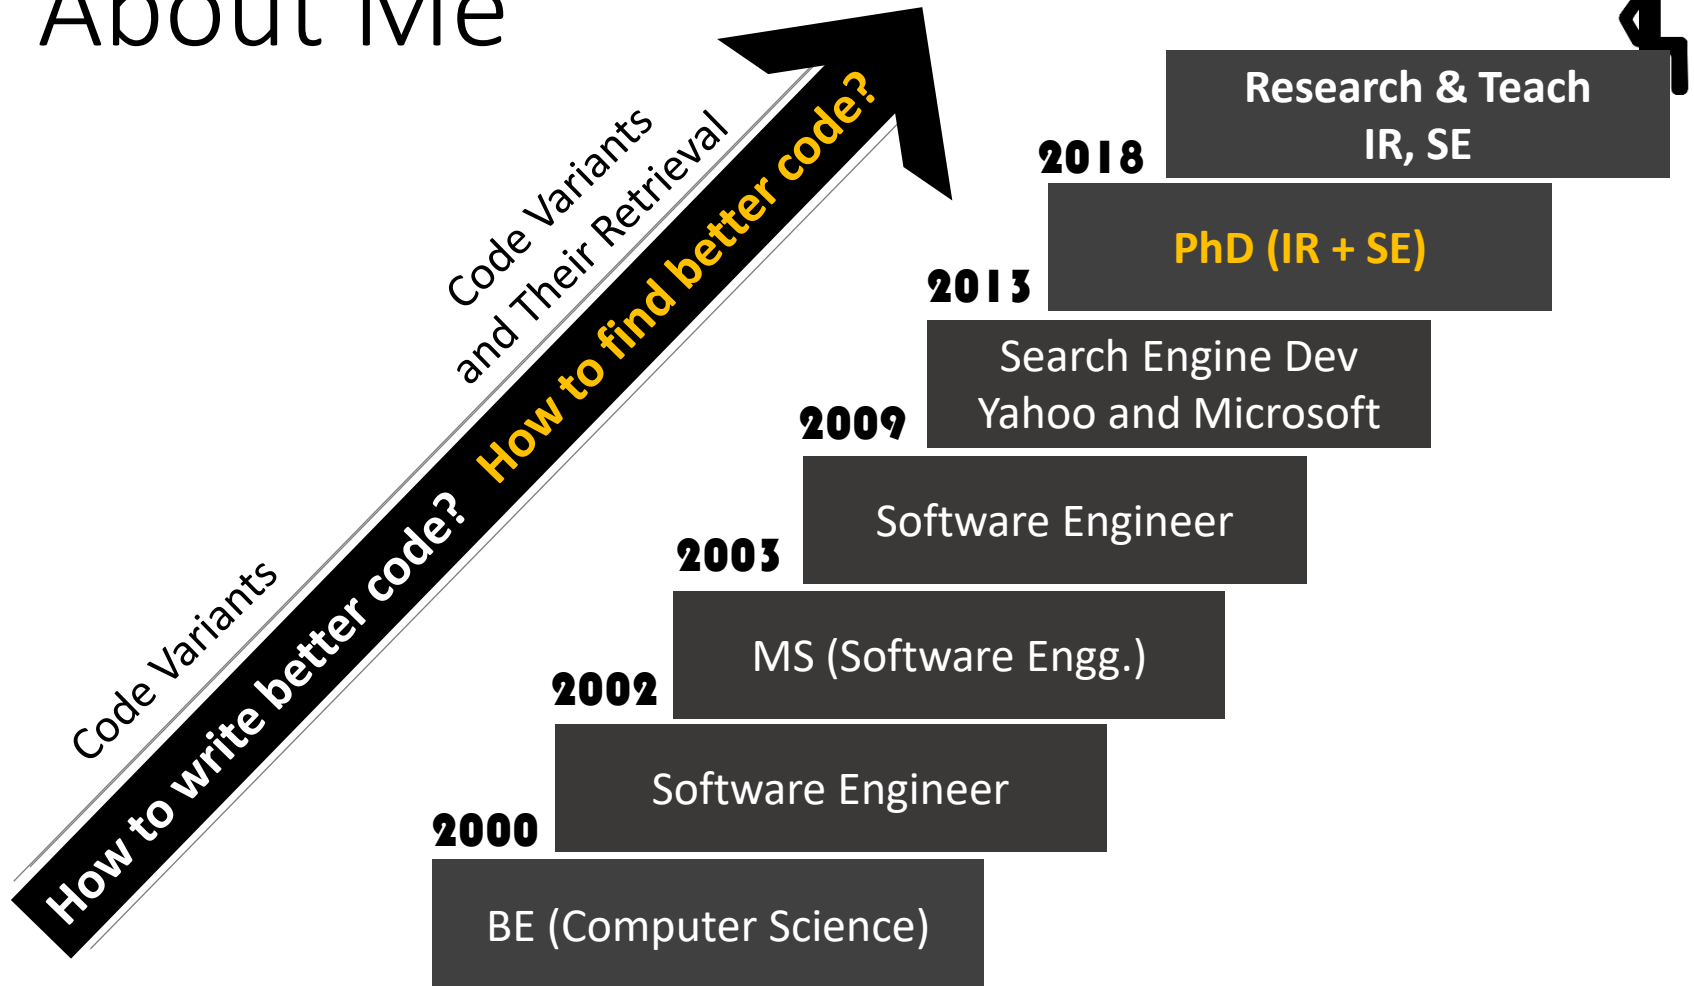 About Me
Research & Teach
IR, SE
2018
PhD (IR + SE)
2013
Search Engine Dev
Yahoo and Microsoft
2009
Software Engineer
2003
MS (Software Engg.)
2002
Software Engineer
2000
BE (Computer Science)
Code Variants
and Their Retrieval
Code Variants
How to write better code? How to find better code?